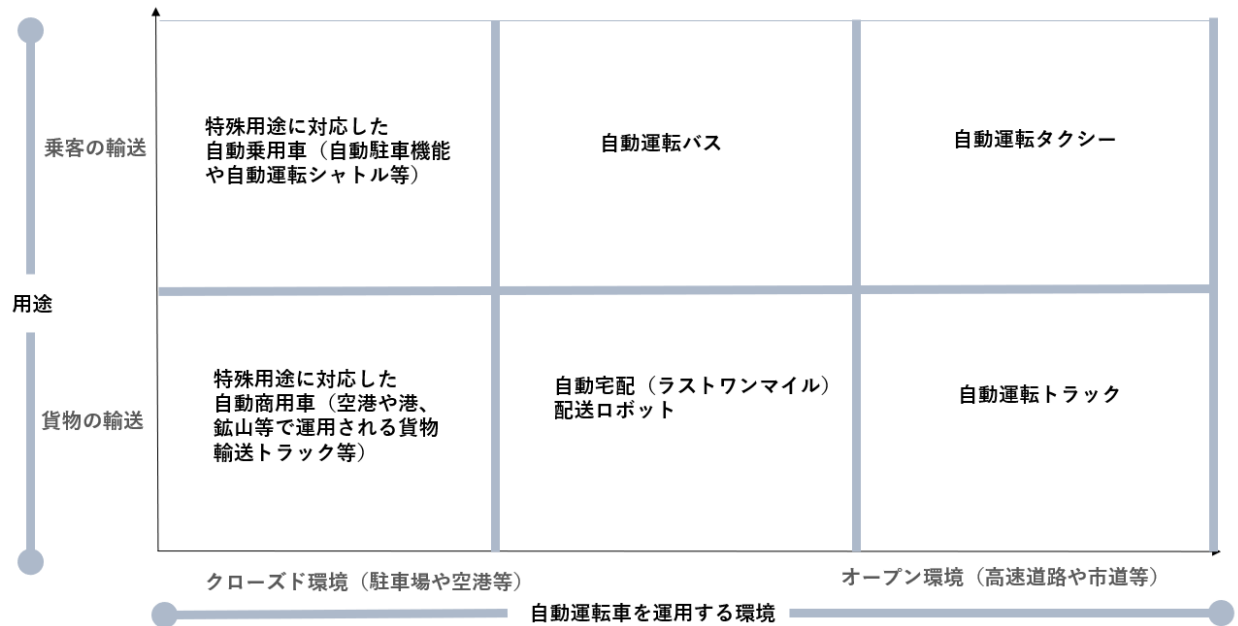 乗客の輸送
特殊用途に対応した
自動乗用車（自動駐車機能
や自動運転シャトル等）
自動運転バス
自動運転タクシー
用途
貨物の輸送
特殊用途に対応した
自動商用車（空港や港、
鉱山等で運用される貨物
輸送トラック等）
自動宅配（ラストワンマイル）
配送ロボット
自動運転トラック
クローズド環境（駐車場や空港等）
オープン環境（高速道路や市道等）
自動運転車を運用する環境